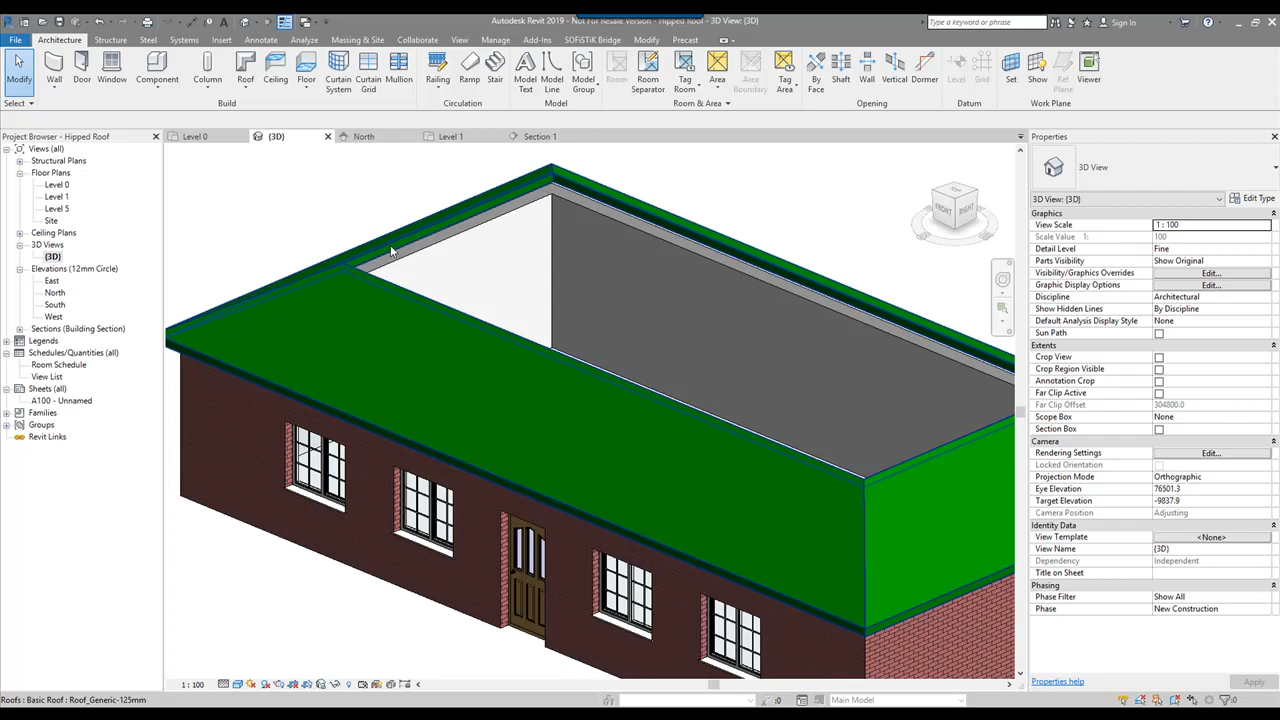 Autodesk Revit 2019 - Not For Resale Version - Hipped Roof - 3D View: {3D}
Type a keyword or phrase
Sign In
File Architecture Structure Steel Systems Insert Annotate Analyze Massing & Site Collaborate View Manage Add-Ins SOFiSTiK Bridge Modify Precast
Modify Wall Door Window Component Column Roof Ceiling Floor Curtain System Curtain Grid Mullion Railing Ramp Stair Model Text Model Line Model Group Room Room Separator Tag Room Area Area Boundary Tag Area By Face Shaft Wall Vertical Dormer Level Grid Set Show Ref Plane Viewer
Select Build Circulation Model Room & Area Opening Datum Work Plane
Project Browser - Hipped Roof
Level 0 {3D} North Level 1 Section 1
Views (all)
Structural Plans
Floor Plans
Level 0
Level 1
Level 5
Site
Ceiling Plans
3D Views
{3D}
Elevations (12mm Circle)
East
North
South
West
Sections (Building Section)
Legends
Schedules/Quantities (all)
Room Schedule
View List
Sheets (all)
A100 - Unnamed
Families
Groups
Revit Links
TOP
FRONT RIGHT
Properties
3D View
3D View: {3D} Edit Type
Graphics
View Scale 1 : 100
Scale Value 1: 100
Detail Level Fine
Parts Visibility Show Original
Visibility/Graphics Overrides Edit...
Graphic Display Options Edit...
Discipline Architectural
Show Hidden Lines By Discipline
Default Analysis Display Style None
Sun Path
Extents
Crop View
Crop Region Visible
Annotation Crop
Far Clip Active
Far Clip Offset 304800.0
Scope Box None
Section Box
Camera
Rendering Settings Edit...
Locked Orientation
Projection Mode Orthographic
Eye Elevation 76501.3
Target Elevation -9837.9
Camera Position Adjusting
Identity Data
View Template <None>
View Name {3D}
Dependency Independent
Title on Sheet
Phasing
Phase Filter Show All
Phase New Construction
Properties help Apply
1 : 100
Roofs : Basic Roof : Roof_Generic-125mm
:0 Main Model :0